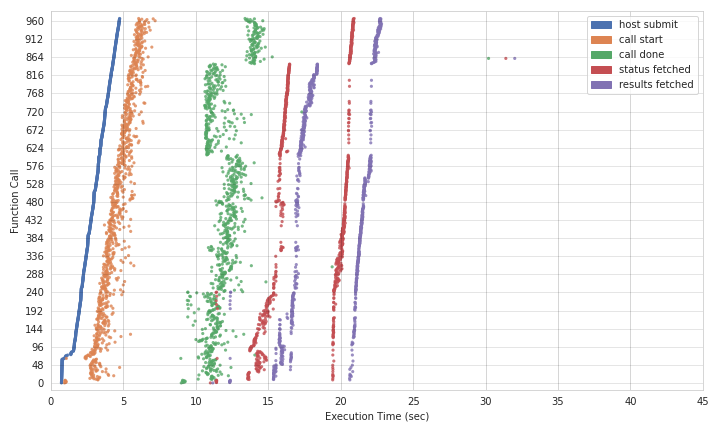 960
912
864
816
768
720
672
624
576
528
480
432
384
336
288
240
192
144
96
48
0
Function Call
0 5 10 15 20 25 30 35 40 45
Execution Time (sec)
host submit
call start
call done
status fetched
results fetched